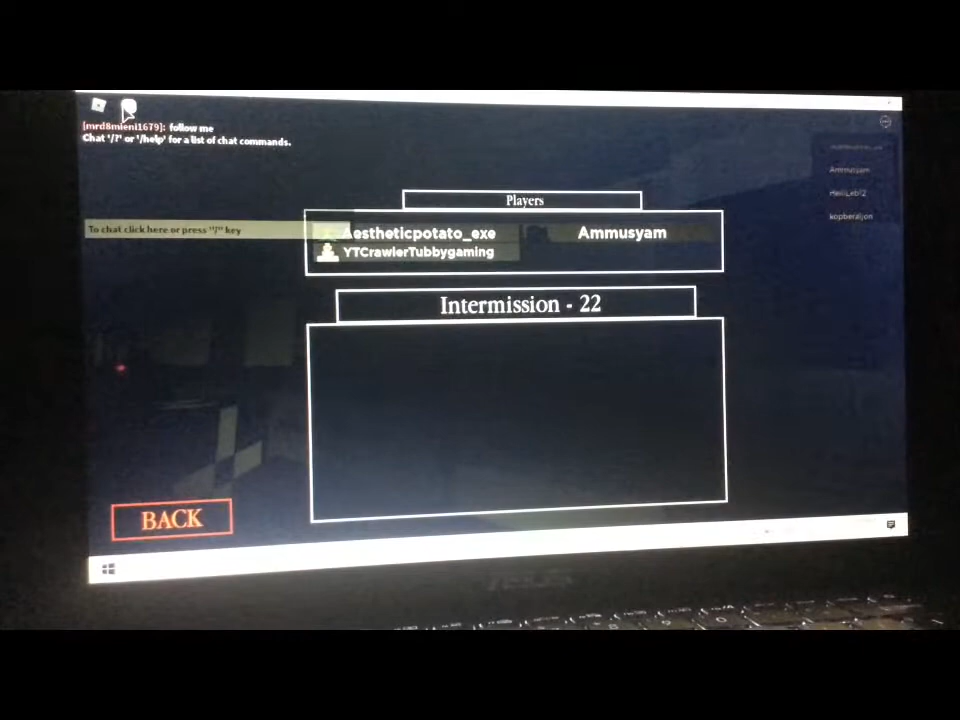 [mrd8mieni1679]: follow me
Chat '/?' or '/help' for a list of chat commands.
To chat click here or press "/" key
Players
Aestheticpotato_exe
Ammusyam
YTCrawlerTubbygaming
Intermission - 22
Ammusyam
kopberaljon
BACK